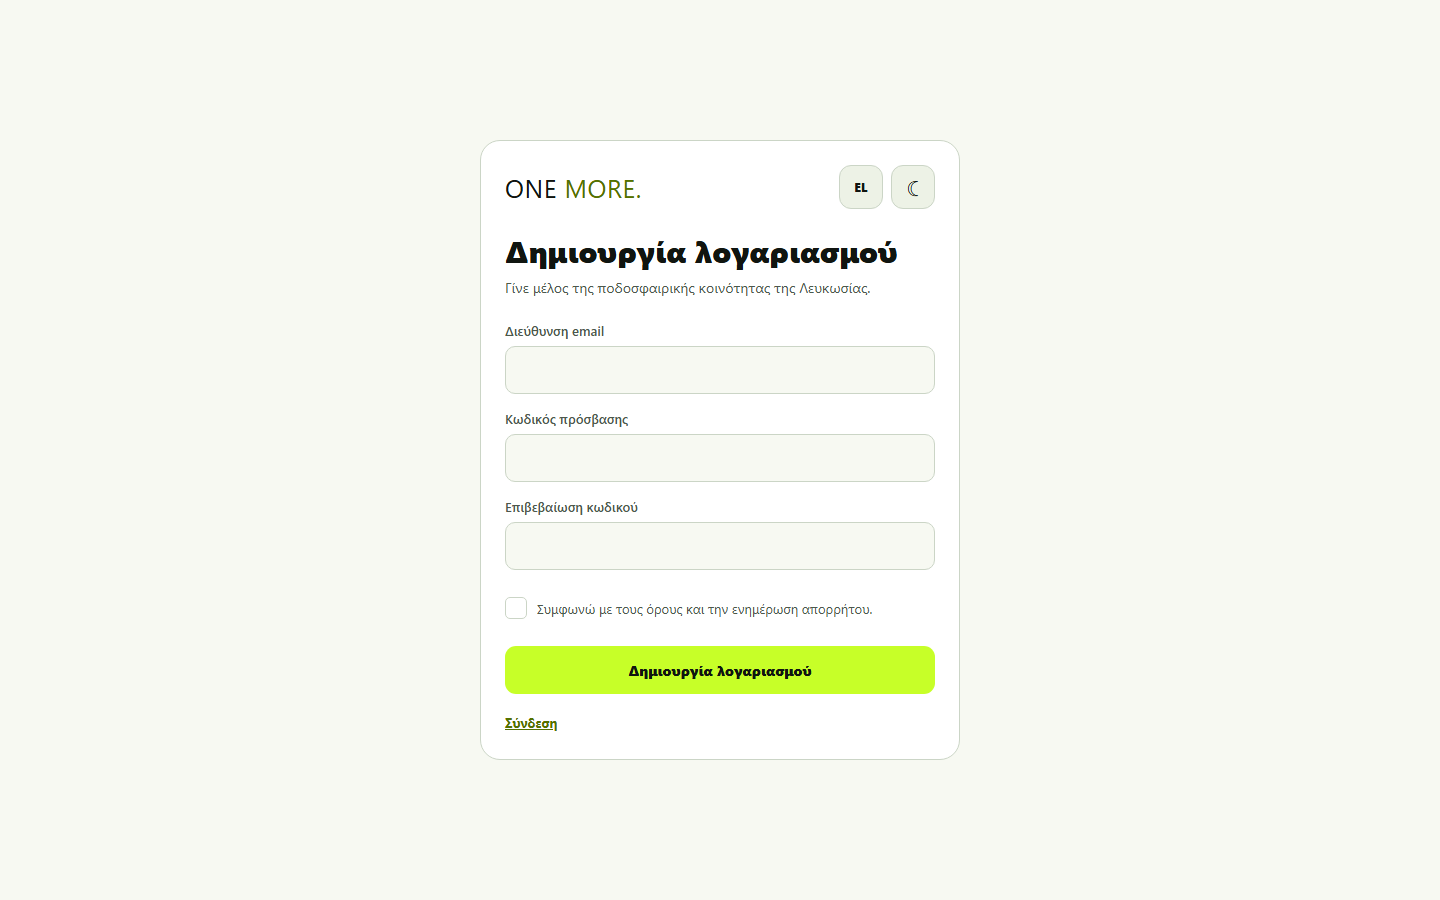 ONE MORE.
EL
Δημιουργία λογαριασμού
Γίνε μέλος της ποδοσφαιρικής κοινότητας της Λευκωσίας.
Διεύθυνση email
Κωδικός πρόσβασης
Επιβεβαίωση κωδικού
Συμφωνώ με τους όρους και την ενημέρωση απορρήτου.
Δημιουργία λογαριασμού
Σύνδεση